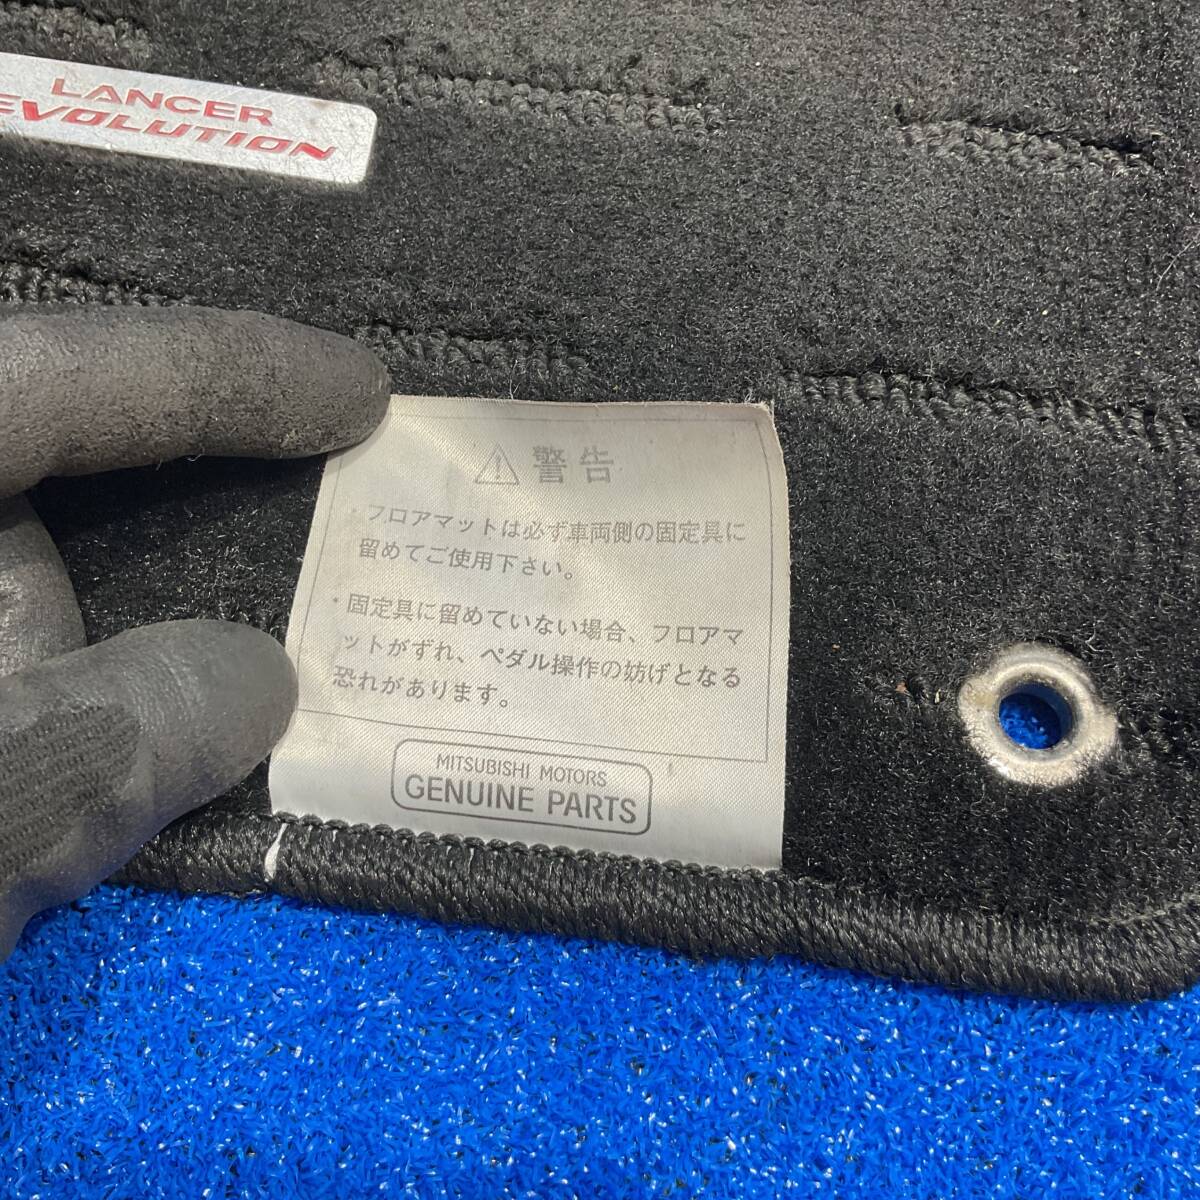 LANCER
EVOLUTION
⚠警告
・フロアマットは必ず車両側の固定具に
留めてご使用下さい。
・固定具に留めていない場合、フロアマ
ットがずれ、ペダル操作の妨げとなる
恐れがあります。
MITSUBISHI MOTORS
GENUINE PARTS